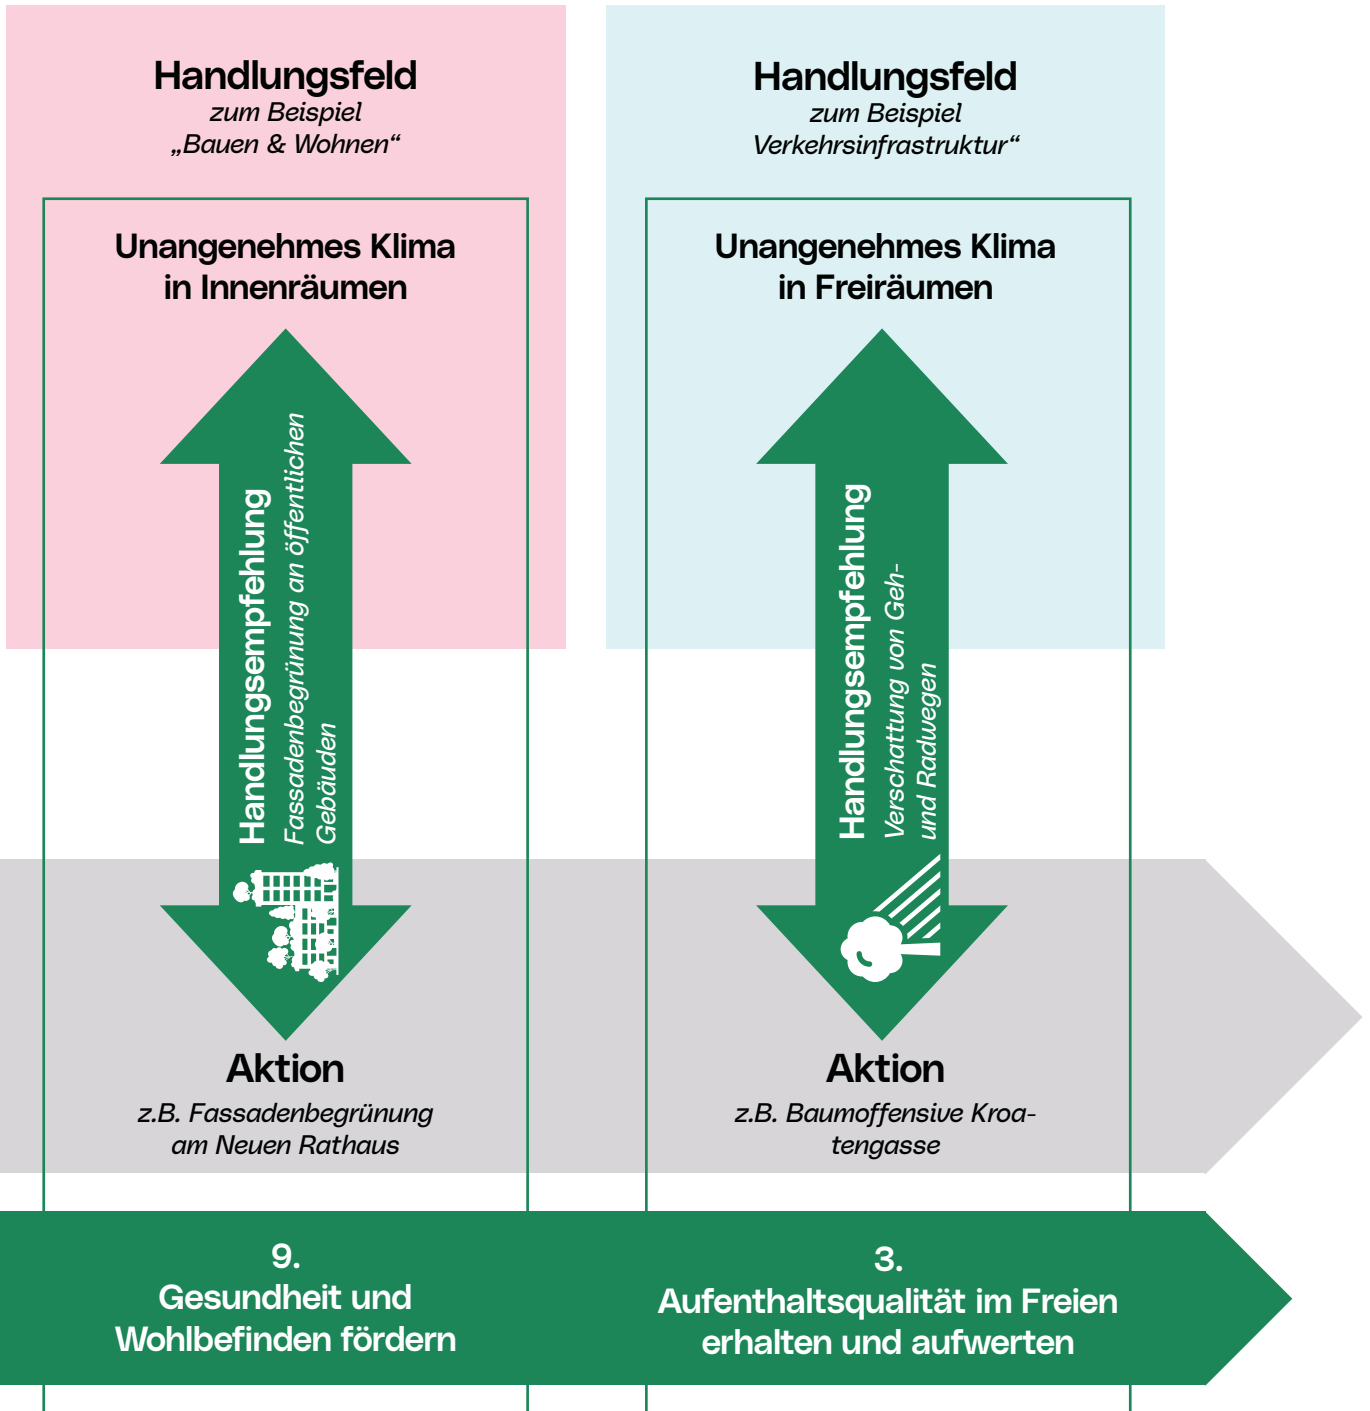 Handlungsfeld
zum Beispiel
„Bauen & Wohnen“
Unangenehmes Klima
in Innenräumen
Handlungsempfehlung
Fassadenbegrünung an öffentlichen
Gebäuden
Aktion
z.B. Fassadenbegrünung
am Neuen Rathaus
9.
Gesundheit und
Wohlbefinden fördern
Handlungsfeld
zum Beispiel
Verkehrsinfrastruktur“
Unangenehmes Klima
in Freiräumen
Handlungsempfehlung
Verschattung von Geh-
und Radwegen
Aktion
z.B. Baumoffensive Kroa-
tengasse
3.
Aufenthaltsqualität im Freien
erhalten und aufwerten